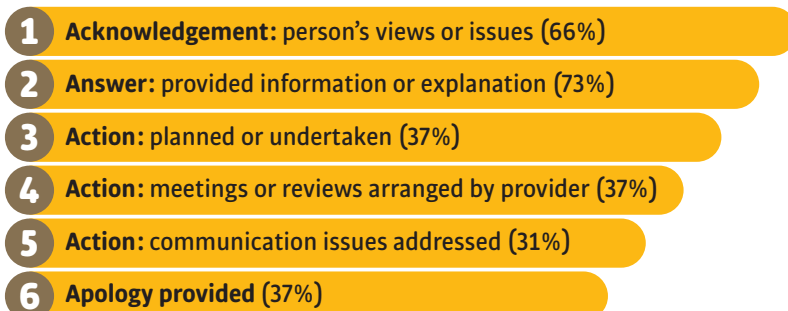 1 Acknowledgement: person’s views or issues (66%)
2 Answer: provided information or explanation (73%)
3 Action: planned or undertaken (37%)
4 Action: meetings or reviews arranged by provider (37%)
5 Action: communication issues addressed (31%)
6 Apology provided (37%)